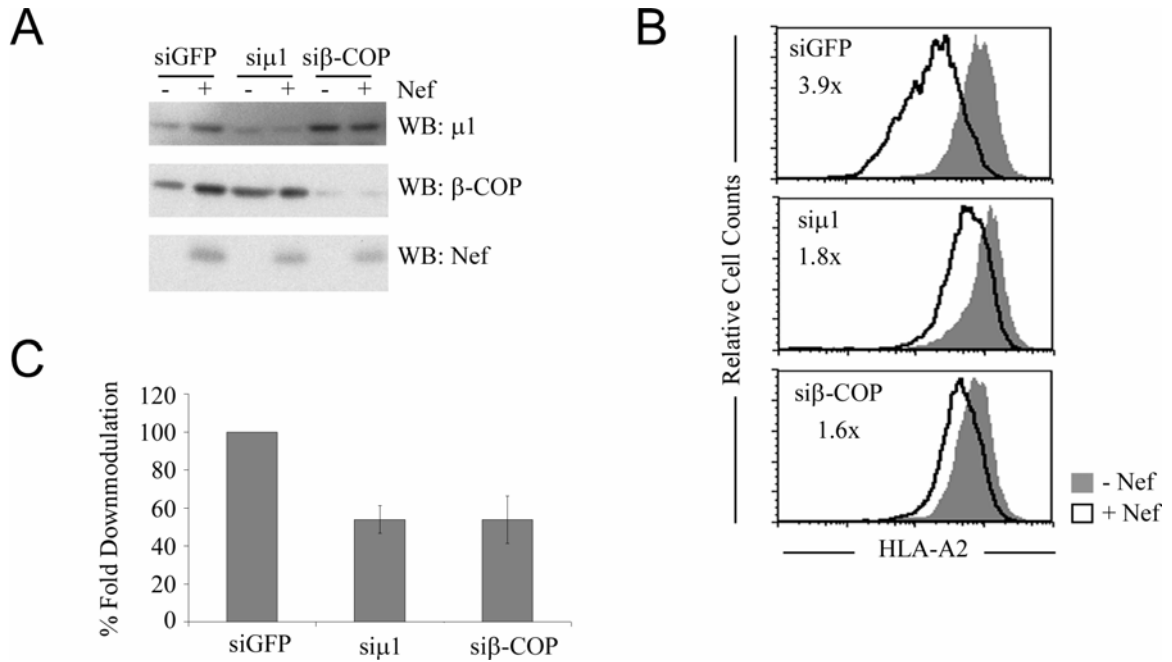 A
siGFP siμ1 siβ-COP
- + - + - + Nef
WB: μ1
WB: β-COP
WB: Nef
B
Relative Cell Counts
siGFP
3.9x
siμ1
1.8x
siβ-COP
1.6x
HLA-A2
- Nef
+ Nef
C
% Fold Downmodulation
120
100
80
60
40
20
0
siGFP siμ1 siβ-COP